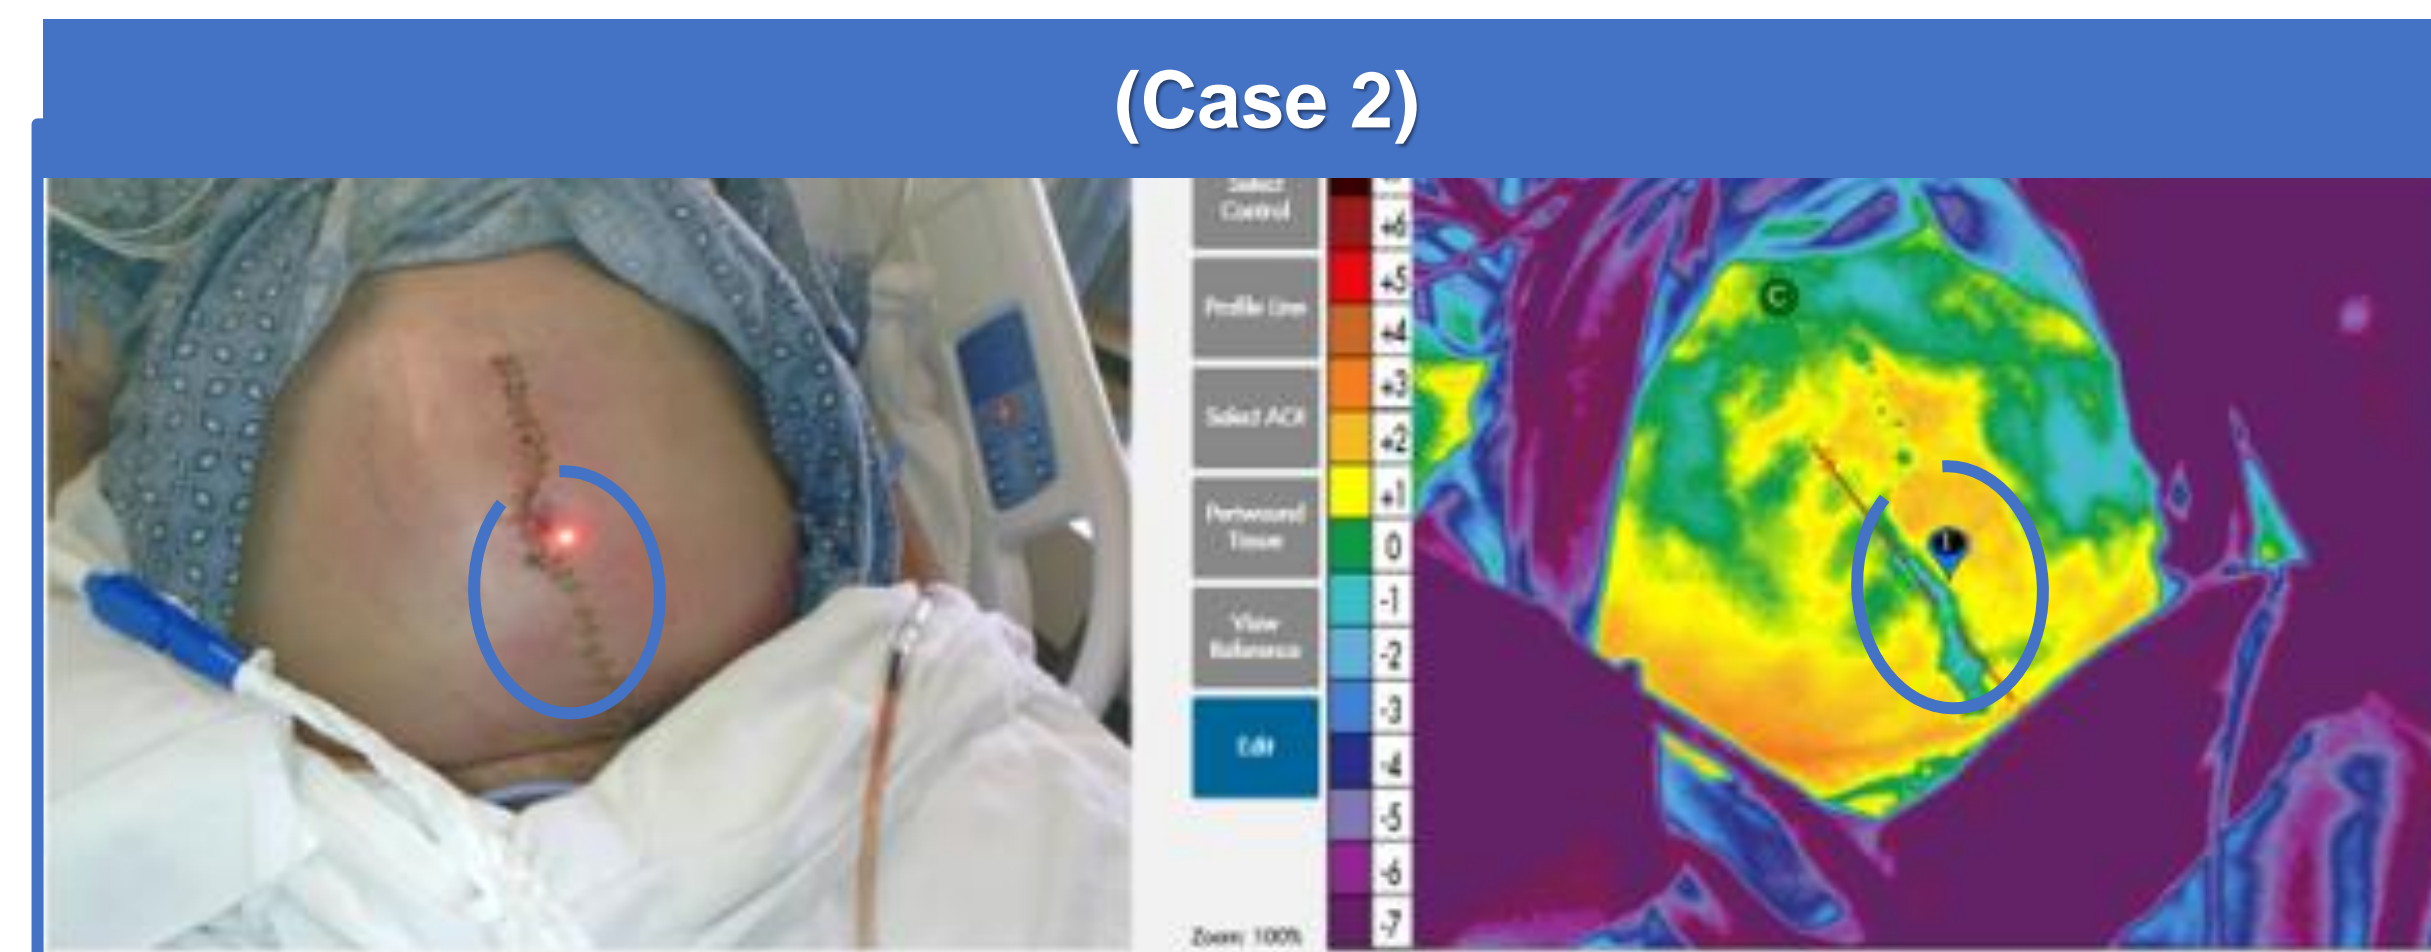 (Case 2)
Select
Control
Profile Line
Select ACR
Periwound
Tissue
View
Reference
Edit
Zoom: 100%
+6
+5
+4
+3
+2
+1
0
-1
-2
-3
-4
-5
-6
-7
C